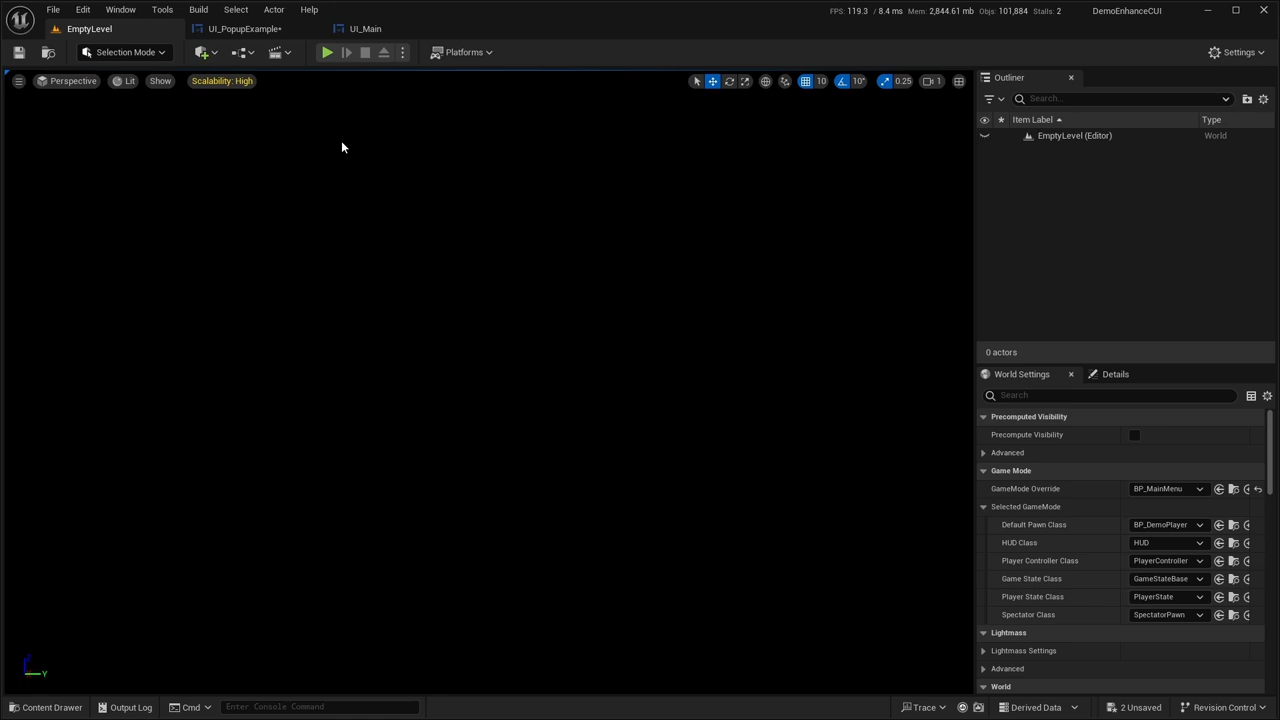 File Edit Window Tools Build Select Actor Help
FPS: 119.3 / 8.4 ms Mem: 2,844.61 mb Objs: 101,884 Stalls: 2 DemoEnhanceCUI
EmptyLevel UI_PopupExample• UI_Main
Selection Mode Platforms Settings
Perspective Lit Show Scalability: High 10 10° 0.25 1
Outliner
Search...
Item Label Type
EmptyLevel (Editor) World
0 actors
World Settings Details
Search
Precomputed Visibility
Precompute Visibility
Advanced
Game Mode
GameMode Override BP_MainMenu
Selected GameMode
Default Pawn Class BP_DemoPlayer
HUD Class HUD
Player Controller Class PlayerController
Game State Class GameStateBase
Player State Class PlayerState
Spectator Class SpectatorPawn
Lightmass
Lightmass Settings
Advanced
World
Y
Content Drawer Output Log Cmd Enter Console Command Trace Derived Data 2 Unsaved Revision Control